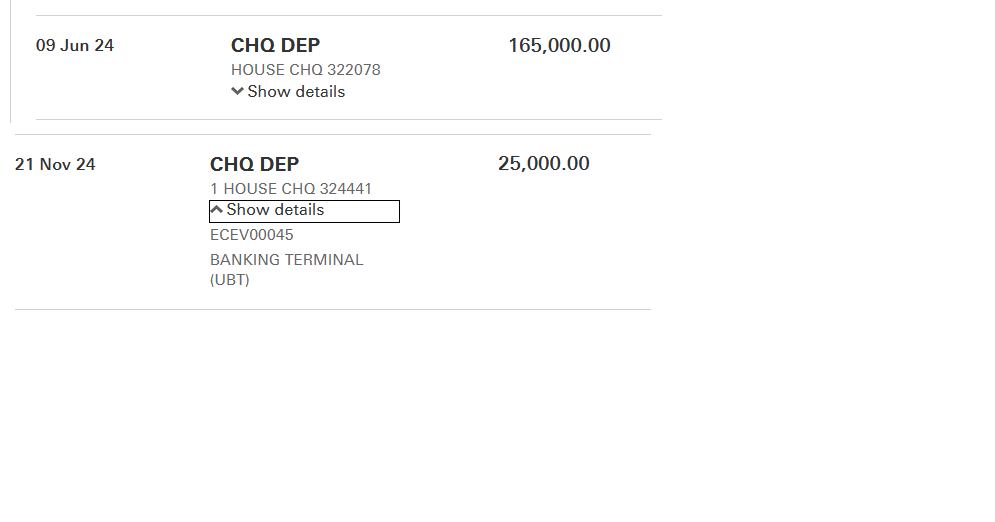 09 Jun 24 CHQ DEP 165,000.00
HOUSE CHQ 322078
Show details
21 Nov 24 CHQ DEP 25,000.00
1 HOUSE CHQ 324441
Show details
ECEV00045
BANKING TERMINAL
(UBT)